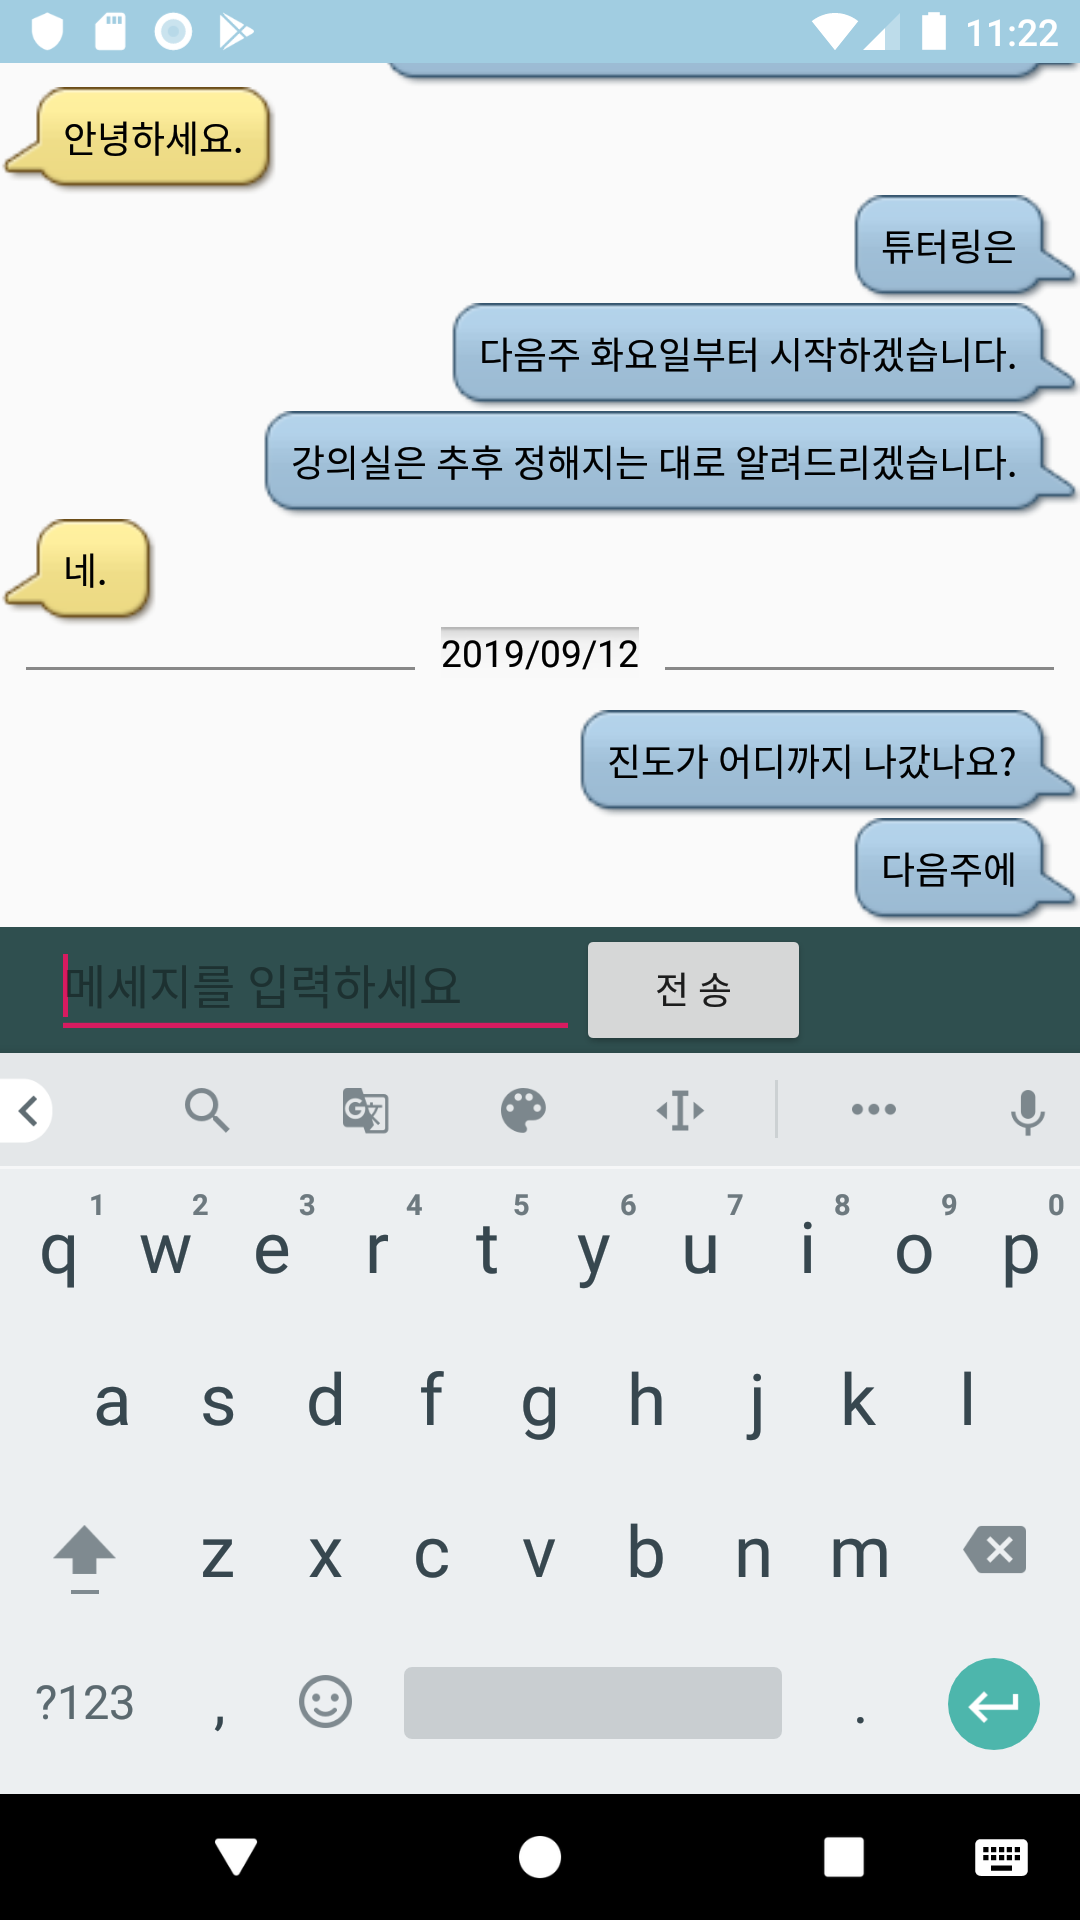 11:22
안녕하세요.
튜터링은
다음주 화요일부터 시작하겠습니다.
강의실은 추후 정해지는 대로 알려드리겠습니다.
네.
2019/09/12
진도가 어디까지 나갔나요?
다음주에
메세지를 입력하세요
전 송
1 2 3 4 5 6 7 8 9 0
q w e r t y u i o p
a s d f g h j k l
z x c v b n m
?123 , .